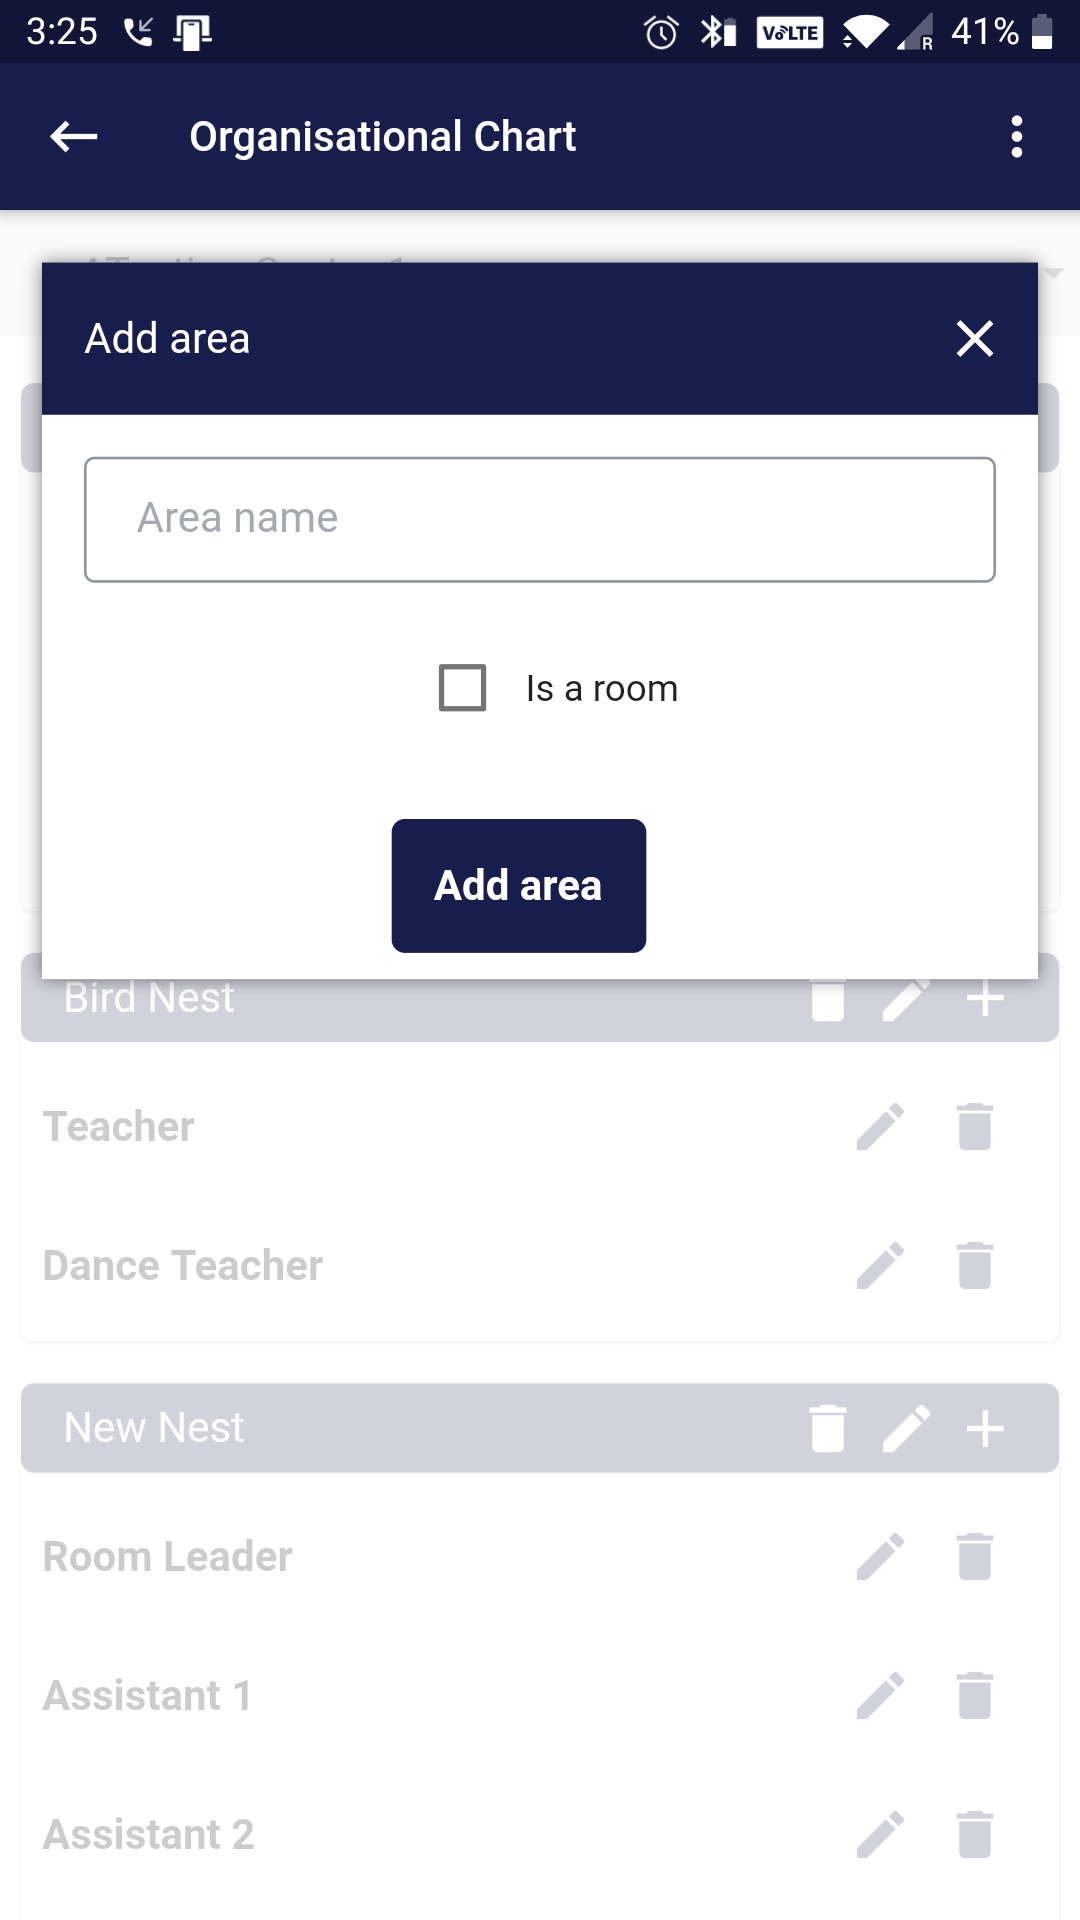 3:25
VoLTE
R
41%
Organisational Chart
Add area
Area name
Is a room
Add area
Bird Nest
Teacher
Dance Teacher
New Nest
Room Leader
Assistant 1
Assistant 2